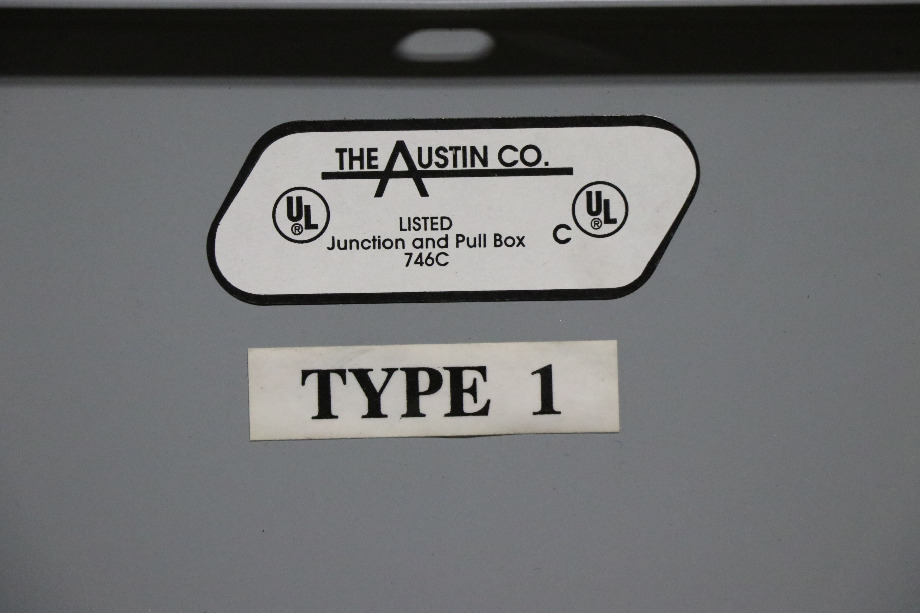 THE AUSTIN CO.
UL ®
LISTED
C UL ®
Junction and Pull Box
746C
TYPE 1